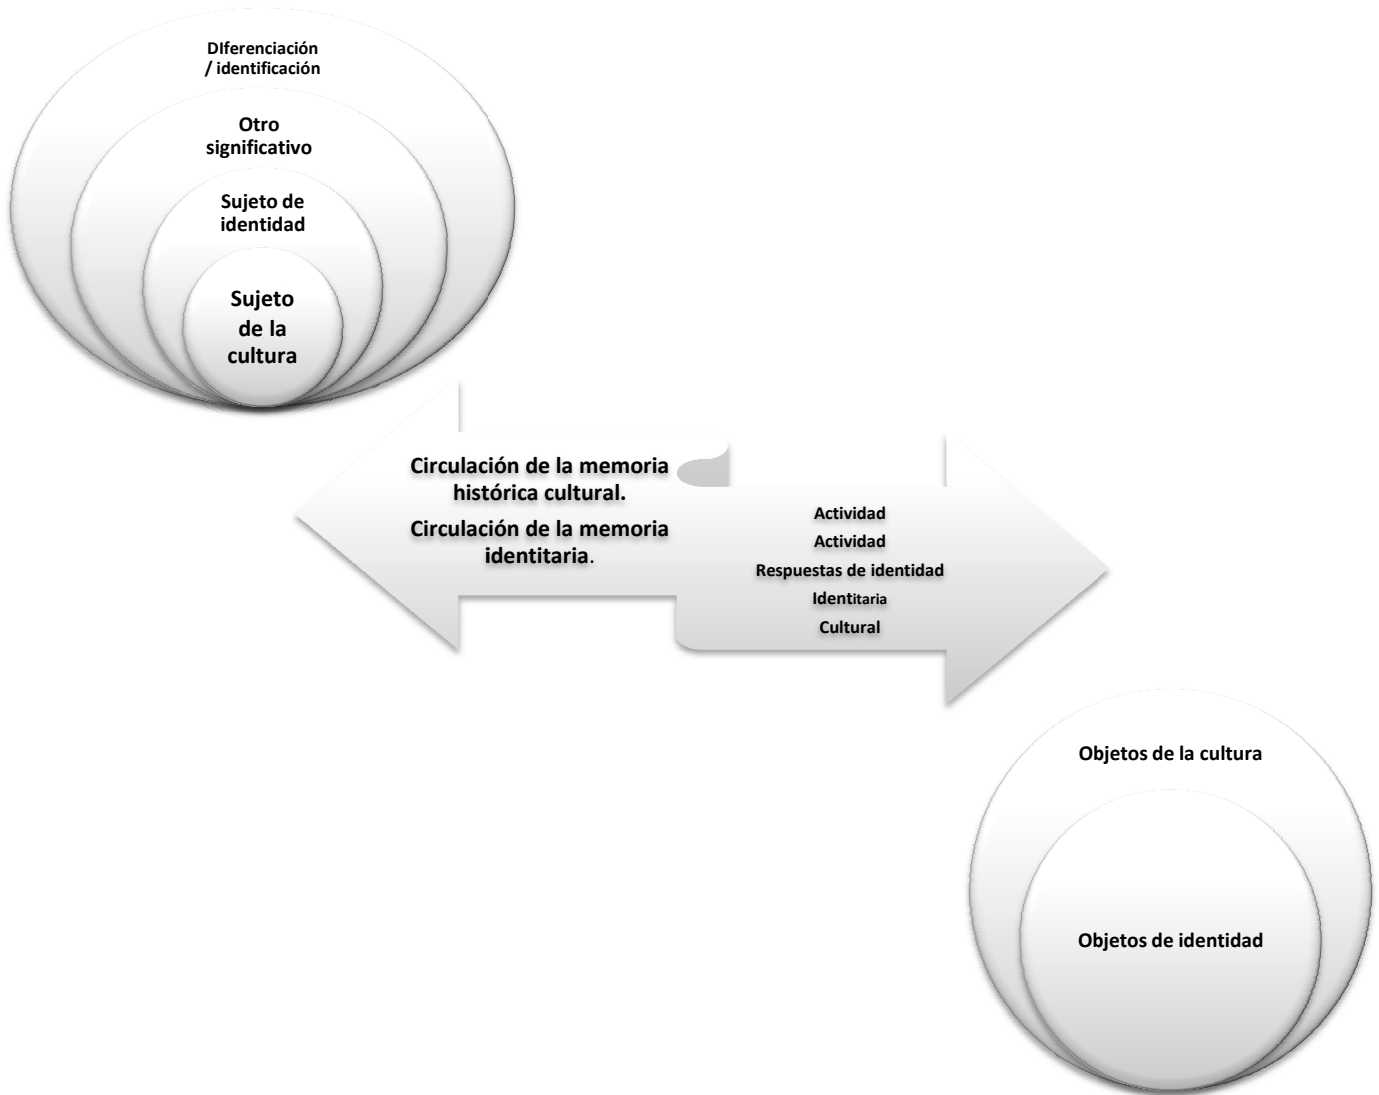 DIferenciación
/ identificación
Otro
significativo
Sujeto de
identidad
Sujeto
de la
cultura
Circulación de la memoria
histórica cultural.
Circulación de la memoria
identitaria.
Actividad
Actividad
Respuestas de identidad
Identitaria
Cultural
Objetos de la cultura
Objetos de identidad